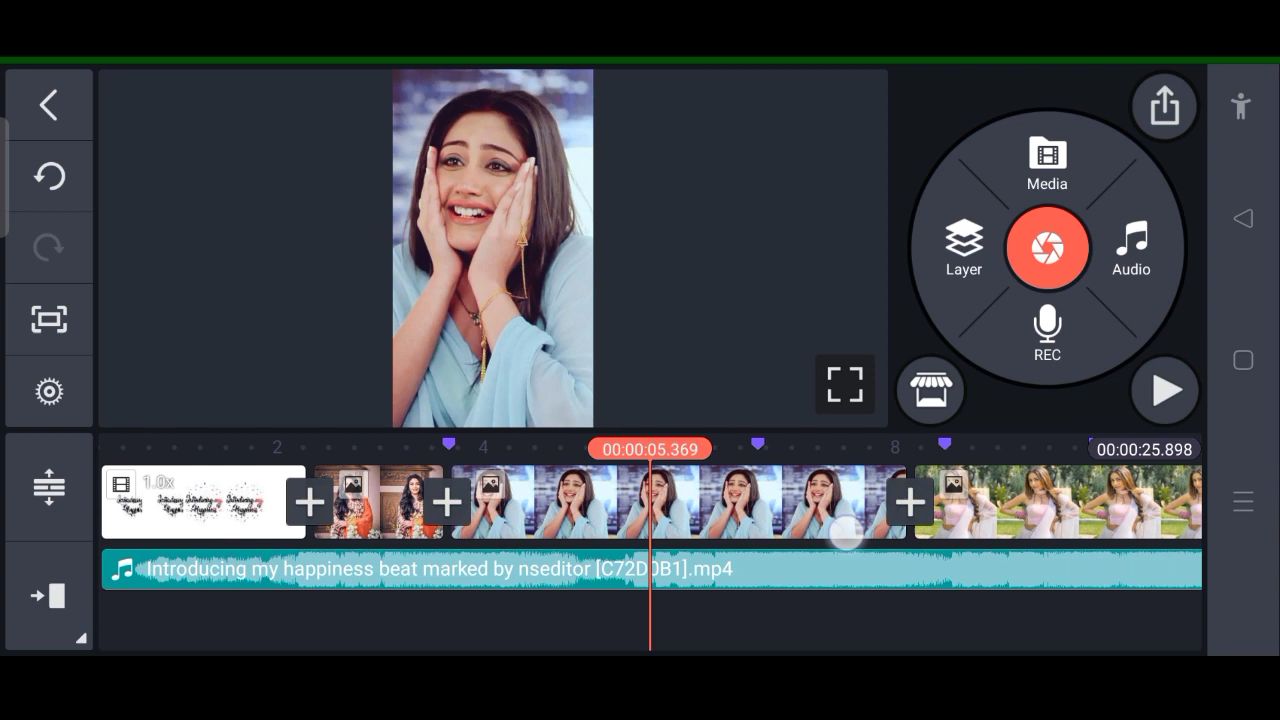 Media
Layer
Audio
REC
2
4
00:00:05.369
8
00:00:25.898
1.0x
Introducing my happiness beat marked by nseditor [C72D0B1].mp4